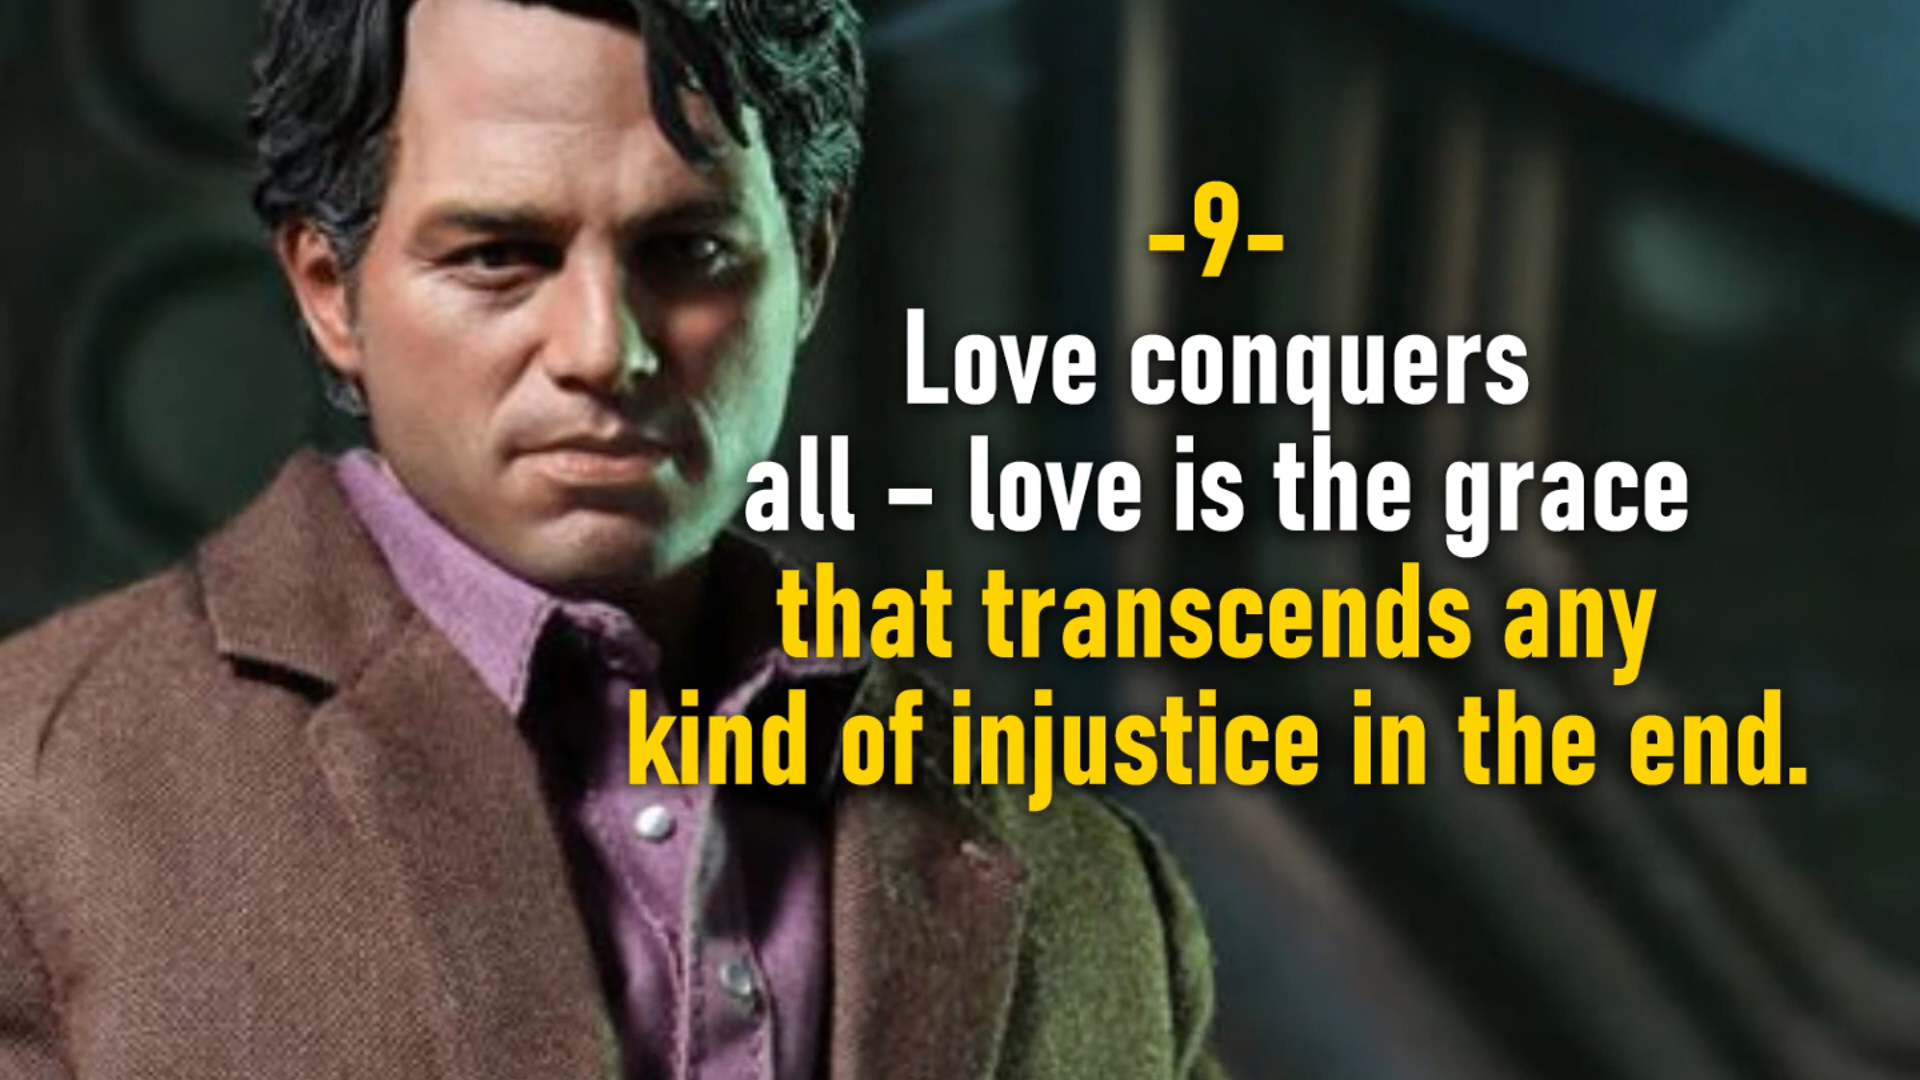 -9-
Love conquers
all – love is the grace
that transcends any
kind of injustice in the end.